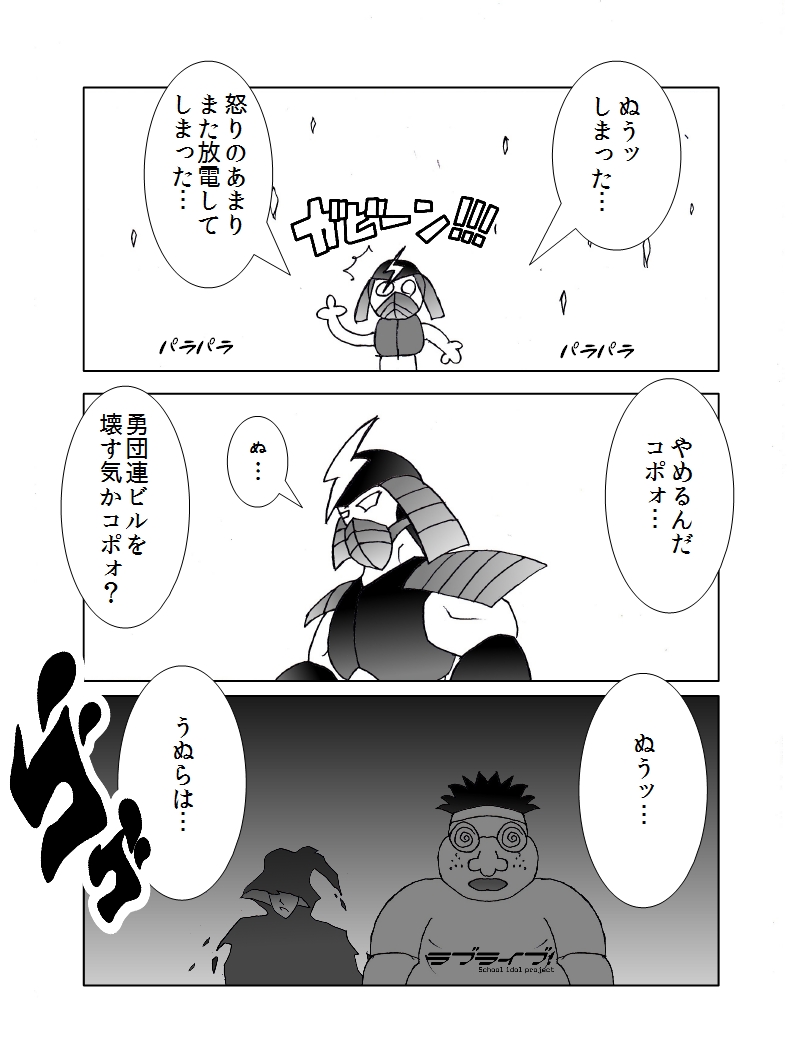 ぬうッ
しまった…
ガビーン!!!
怒りのあまり
また放電して
しまった…
パラパラ
パラパラ
やめるんだ
コポォ…
ぬ…
勇団連ビルを
壊す気かコポォ?
ぬうッ…
うぬらは…
ゴゴ
ラブライブ!
School idol project